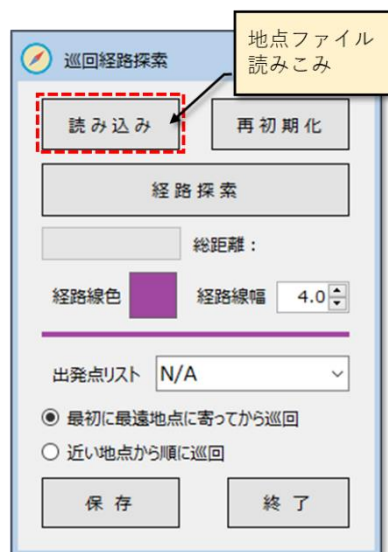 地点ファイル
読みこみ
巡回経路探索
読み込み 再初期化
経路探索
総距離：
経路線色 経路線幅 4.0
出発点リスト N/A
最初に最遠地点に寄ってから巡回
近い地点から順に巡回
保存 終了